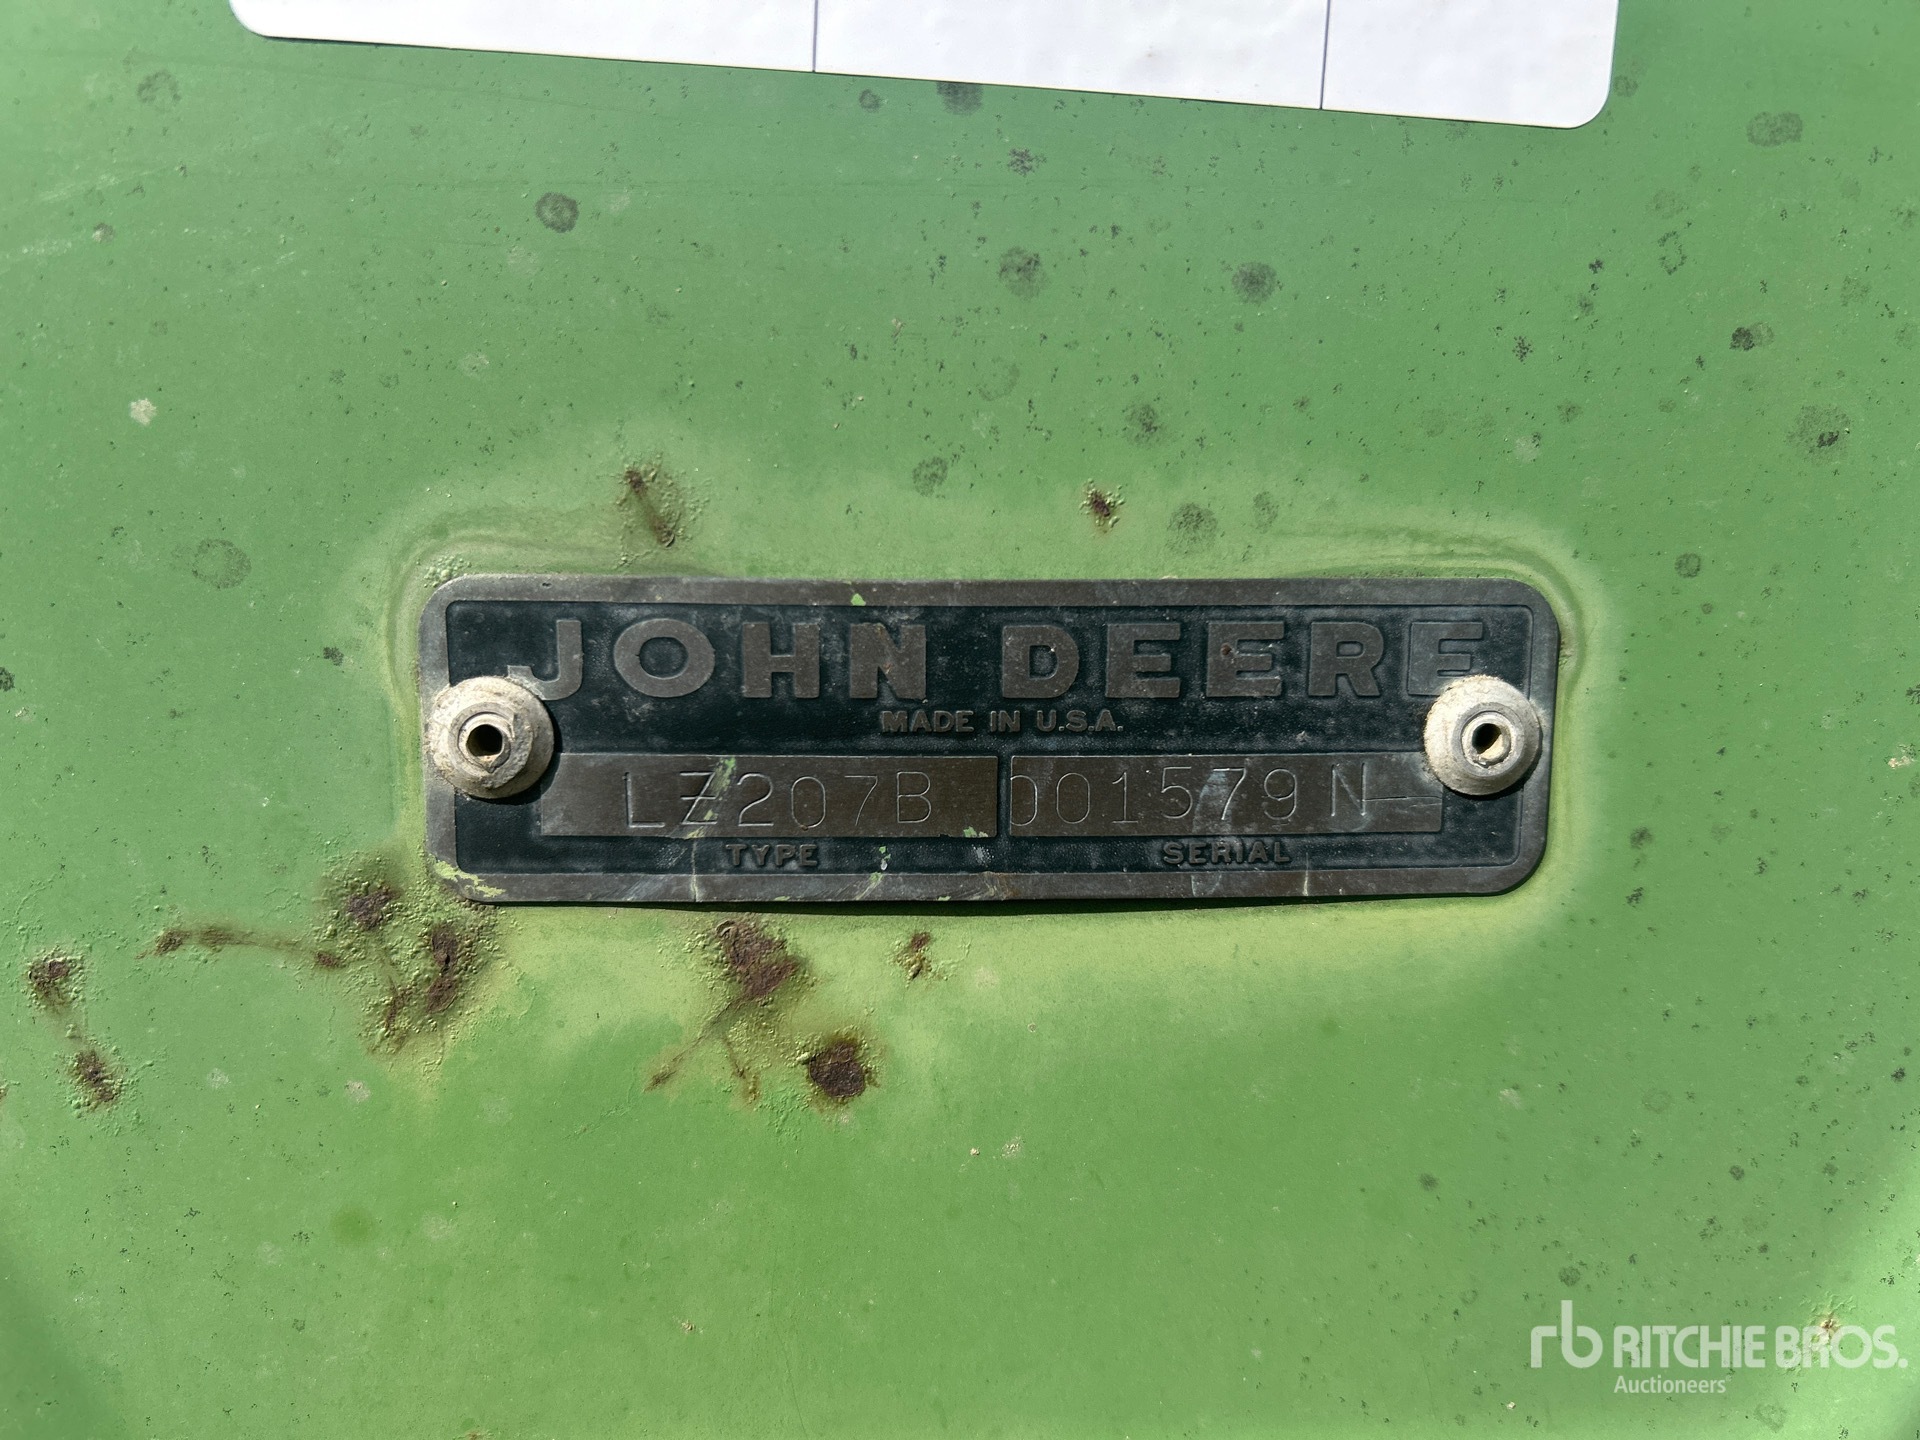 JOHN DEERE
MADE IN U.S.A.
LZ207B 001579N
TYPE SERIAL
rb RITCHIE BROS.
Auctioneers